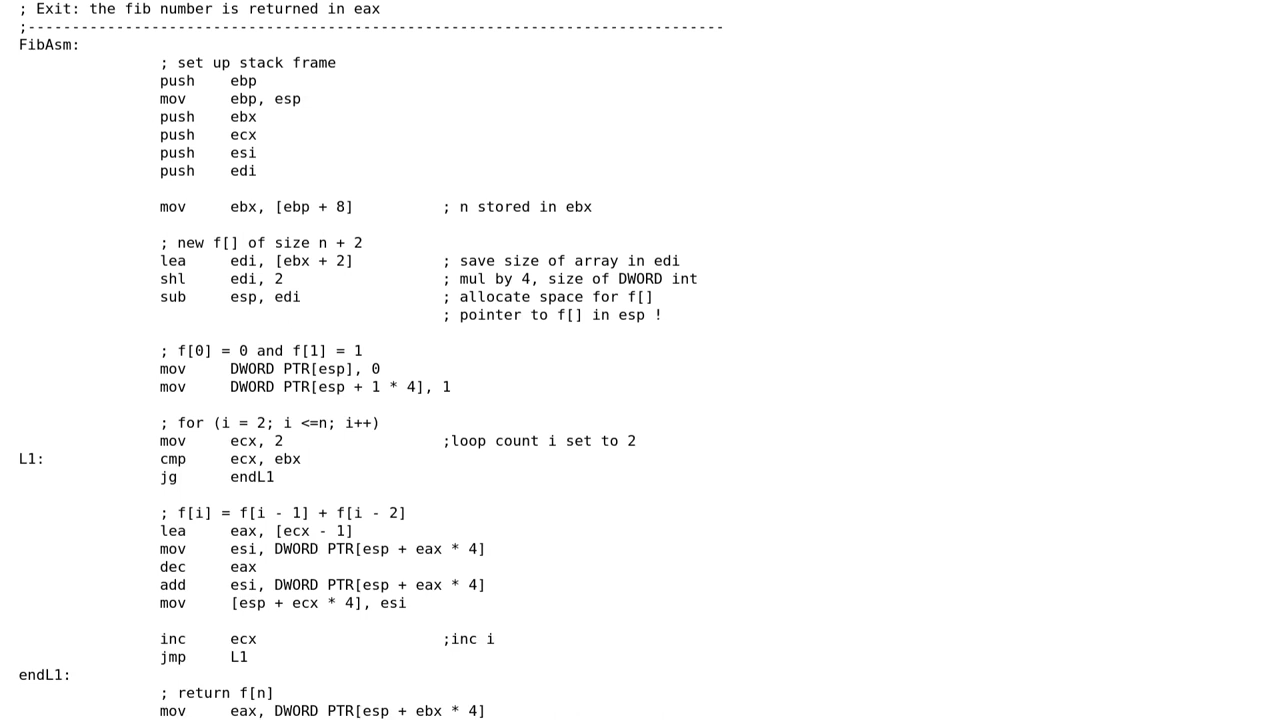 ; Exit: the fib number is returned in eax
;-------------------------------------------------------------------------------
FibAsm:
; set up stack frame
push ebp
mov ebp, esp
push ebx
push ecx
push esi
push edi
mov ebx, [ebp + 8] ; n stored in ebx
; new f[] of size n + 2
lea edi, [ebx + 2] ; save size of array in edi
shl edi, 2 ; mul by 4, size of DWORD int
sub esp, edi ; allocate space for f[]
; pointer to f[] in esp !
; f[0] = 0 and f[1] = 1
mov DWORD PTR[esp], 0
mov DWORD PTR[esp + 1 * 4], 1
; for (i = 2; i <=n; i++)
mov ecx, 2 ;loop count i set to 2
L1: cmp ecx, ebx
jg endL1
; f[i] = f[i - 1] + f[i - 2]
lea eax, [ecx - 1]
mov esi, DWORD PTR[esp + eax * 4]
dec eax
add esi, DWORD PTR[esp + eax * 4]
mov [esp + ecx * 4], esi
inc ecx ;inc i
jmp L1
endL1:
; return f[n]
mov eax, DWORD PTR[esp + ebx * 4]